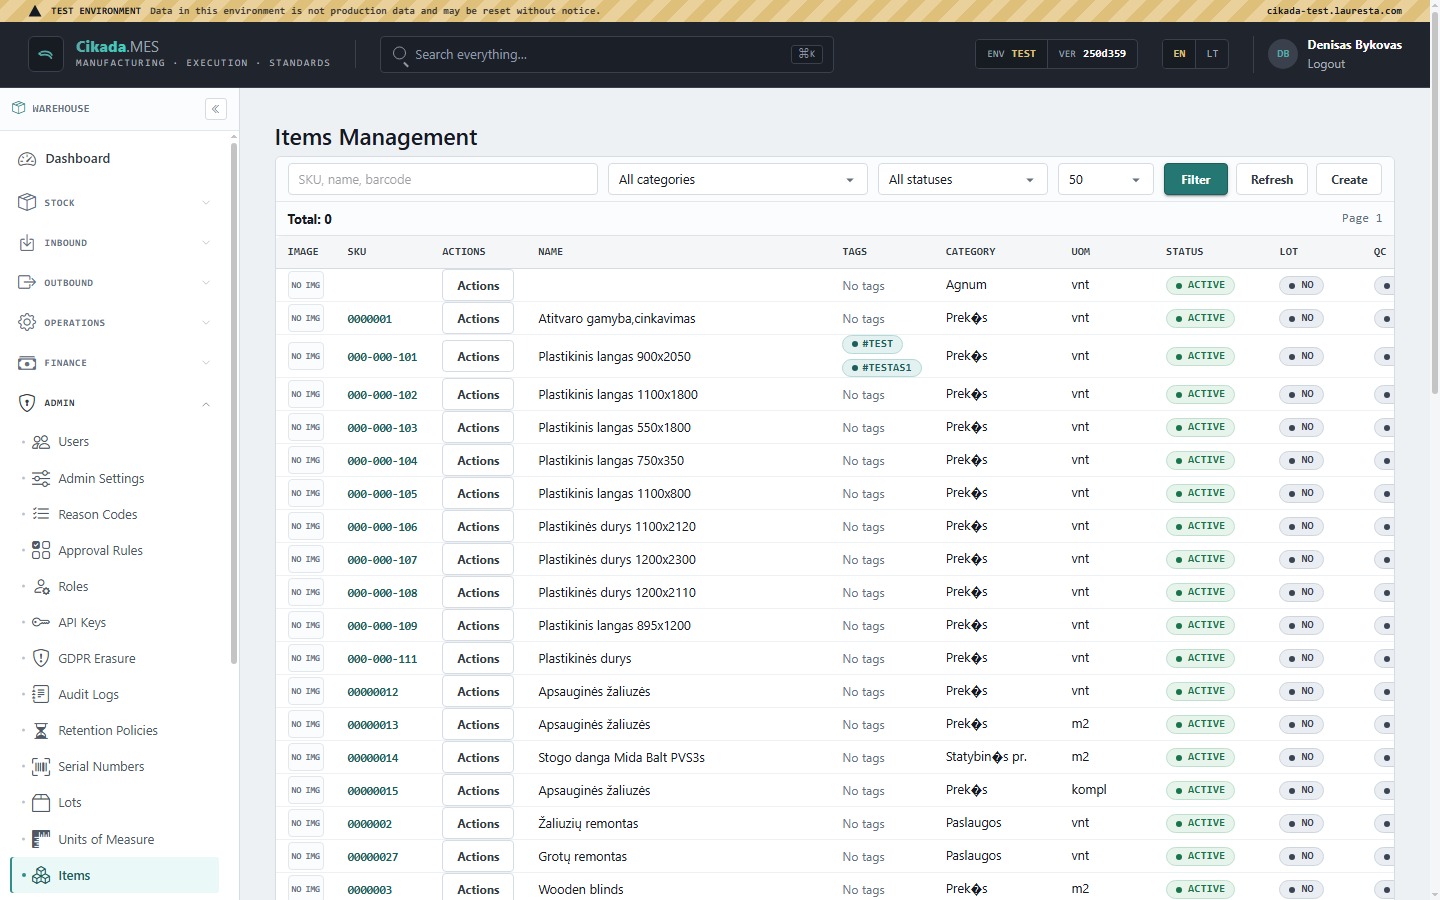 TEST ENVIRONMENT Data in this environment is not production data and may be reset without notice. cikada-test.lauresta.com
Cikada.MES
MANUFACTURING · EXECUTION · STANDARDS
Search everything...
⌘K
ENV TEST VER 250d359
EN LT
DB
Denisas Bykovas
Logout
WAREHOUSE
Dashboard
STOCK
INBOUND
OUTBOUND
OPERATIONS
FINANCE
ADMIN
Users
Admin Settings
Reason Codes
Approval Rules
Roles
API Keys
GDPR Erasure
Audit Logs
Retention Policies
Serial Numbers
Lots
Units of Measure
Items
Items Management
SKU, name, barcode All categories All statuses 50 Filter Refresh Create
Total: 0 Page 1
IMAGE SKU ACTIONS NAME TAGS CATEGORY UOM STATUS LOT QC
NO IMG Actions No tags Agnum vnt ACTIVE NO
NO IMG 0000001 Actions Atitvaro gamyba,cinkavimas No tags Prek�s vnt ACTIVE NO
NO IMG 000-000-101 Actions Plastikinis langas 900x2050 #TEST #TESTAS1 Prek�s vnt ACTIVE NO
NO IMG 000-000-102 Actions Plastikinis langas 1100x1800 No tags Prek�s vnt ACTIVE NO
NO IMG 000-000-103 Actions Plastikinis langas 550x1800 No tags Prek�s vnt ACTIVE NO
NO IMG 000-000-104 Actions Plastikinis langas 750x350 No tags Prek�s vnt ACTIVE NO
NO IMG 000-000-105 Actions Plastikinis langas 1100x800 No tags Prek�s vnt ACTIVE NO
NO IMG 000-000-106 Actions Plastikinės durys 1100x2120 No tags Prek�s vnt ACTIVE NO
NO IMG 000-000-107 Actions Plastikinės durys 1200x2300 No tags Prek�s vnt ACTIVE NO
NO IMG 000-000-108 Actions Plastikinės durys 1200x2110 No tags Prek�s vnt ACTIVE NO
NO IMG 000-000-109 Actions Plastikinis langas 895x1200 No tags Prek�s vnt ACTIVE NO
NO IMG 000-000-111 Actions Plastikinės durys No tags Prek�s vnt ACTIVE NO
NO IMG 00000012 Actions Apsauginės žaliuzės No tags Prek�s vnt ACTIVE NO
NO IMG 00000013 Actions Apsauginės žaliuzės No tags Prek�s m2 ACTIVE NO
NO IMG 00000014 Actions Stogo danga Mida Balt PVS3s No tags Statybin�s pr. m2 ACTIVE NO
NO IMG 00000015 Actions Apsauginės žaliuzės No tags Prek�s kompl ACTIVE NO
NO IMG 0000002 Actions Žaliuzių remontas No tags Paslaugos vnt ACTIVE NO
NO IMG 00000027 Actions Grotų remontas No tags Paslaugos vnt ACTIVE NO
NO IMG 0000003 Actions Wooden blinds No tags Prek�s m2 ACTIVE NO